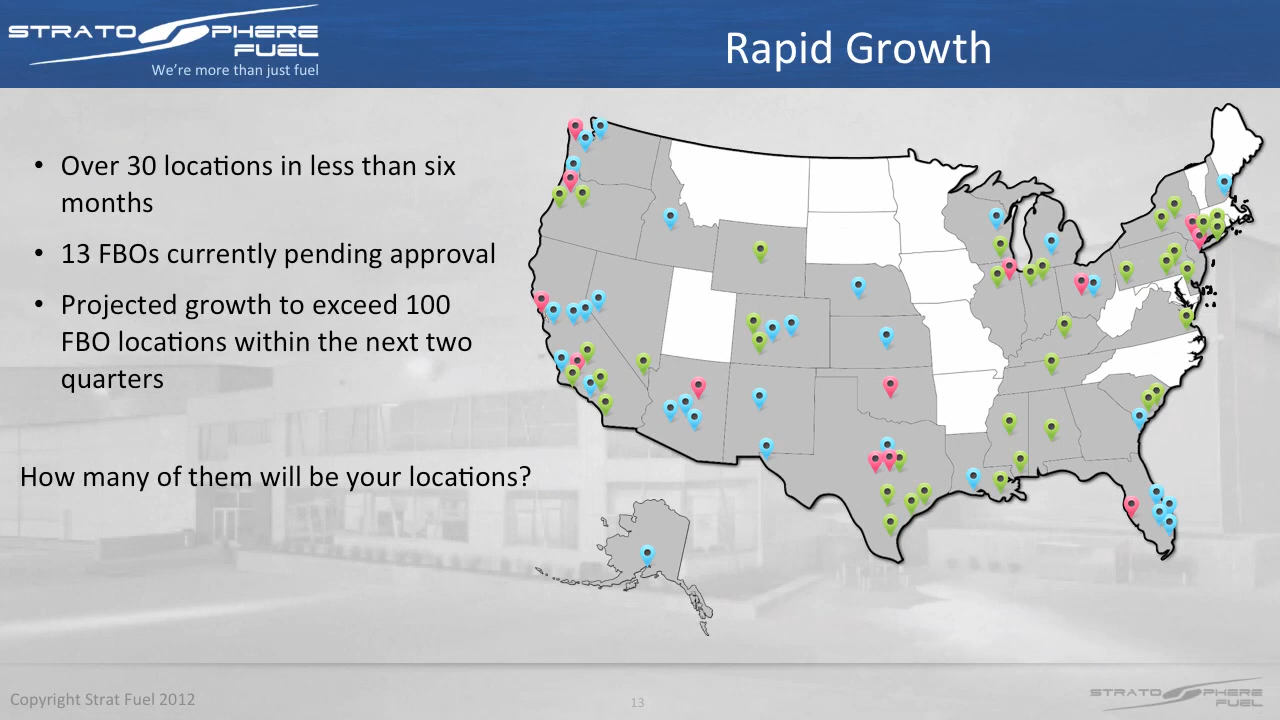 STRATOSPHERE
FUEL
We're more than just fuel
Rapid Growth
• Over 30 locations in less than six
months
• 13 FBOs currently pending approval
• Projected growth to exceed 100
FBO locations within the next two
quarters
How many of them will be your locations?
Copyright Strat Fuel 2012
13
STRATOSPHERE
FUEL